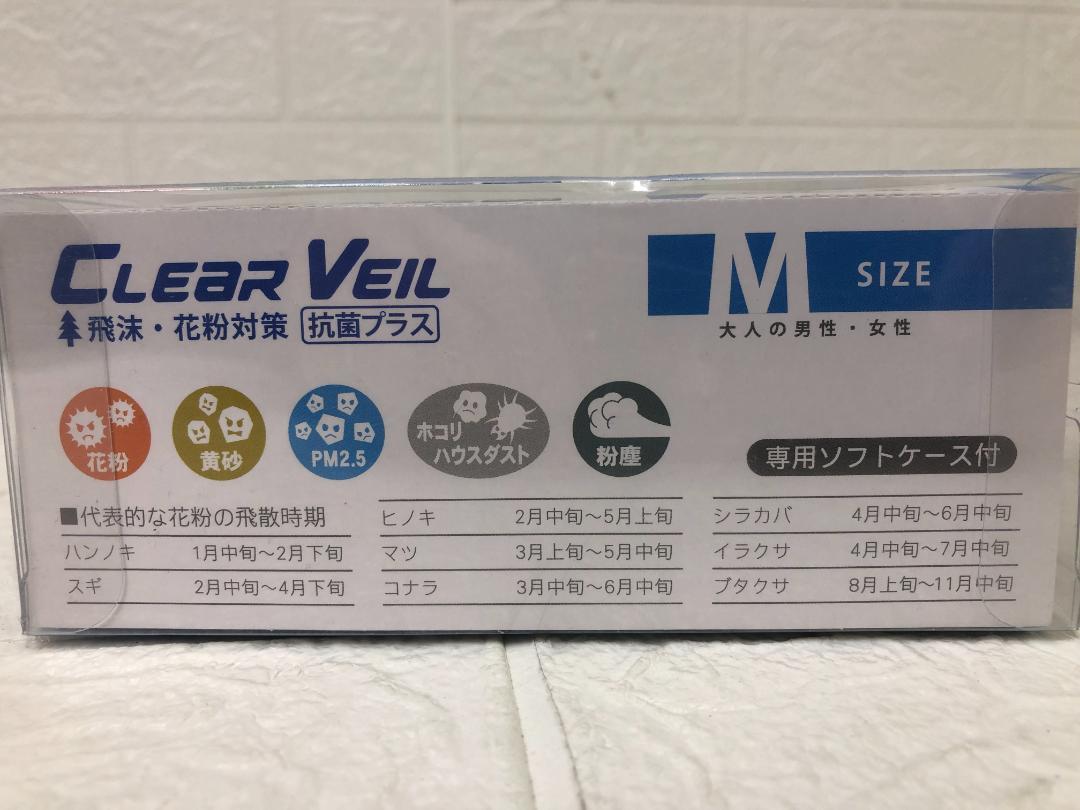 CLEAR VEIL
飛沫・花粉対策 抗菌プラス
M SIZE
大人の男性・女性
花粉
黄砂
PM2.5
ホコリ
ハウスダスト
粉塵
専用ソフトケース付
■代表的な花粉の飛散時期
ハンノキ 1月中旬～2月下旬
スギ 2月中旬～4月下旬
ヒノキ 2月中旬～5月上旬
マツ 3月上旬～5月中旬
コナラ 3月中旬～6月中旬
シラカバ 4月中旬～6月中旬
イラクサ 4月中旬～7月中旬
ブタクサ 8月上旬～11月中旬